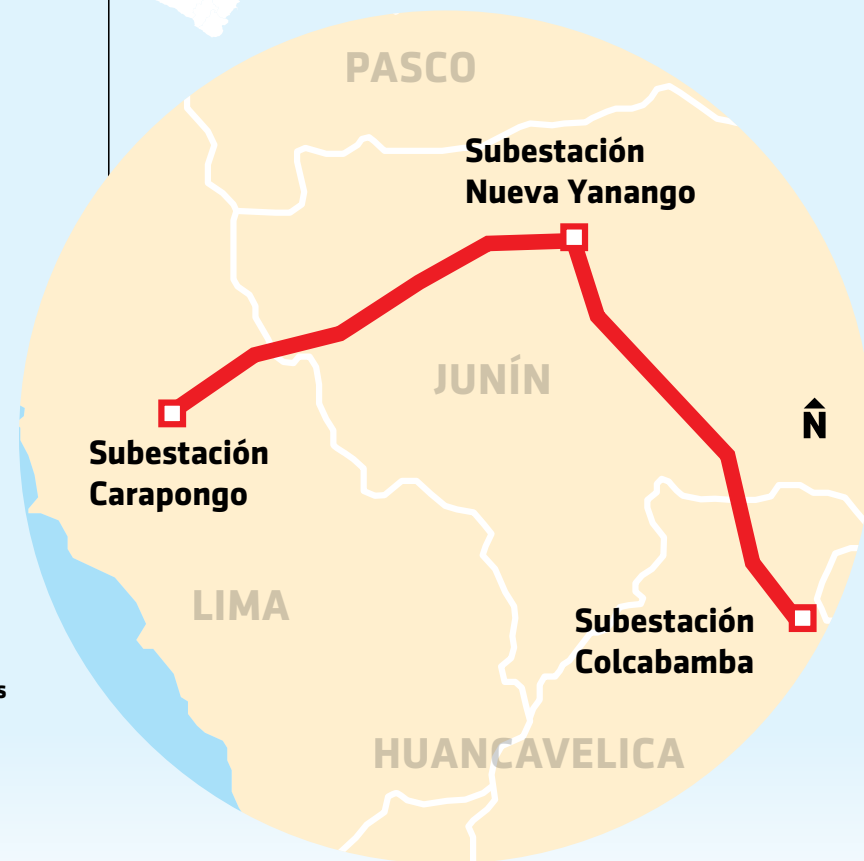 PASCO
Subestación
Nueva Yanango
JUNÍN
N
Subestación
Carapongo
LIMA
Subestación
Colcabamba
s
HUANCAVELICA